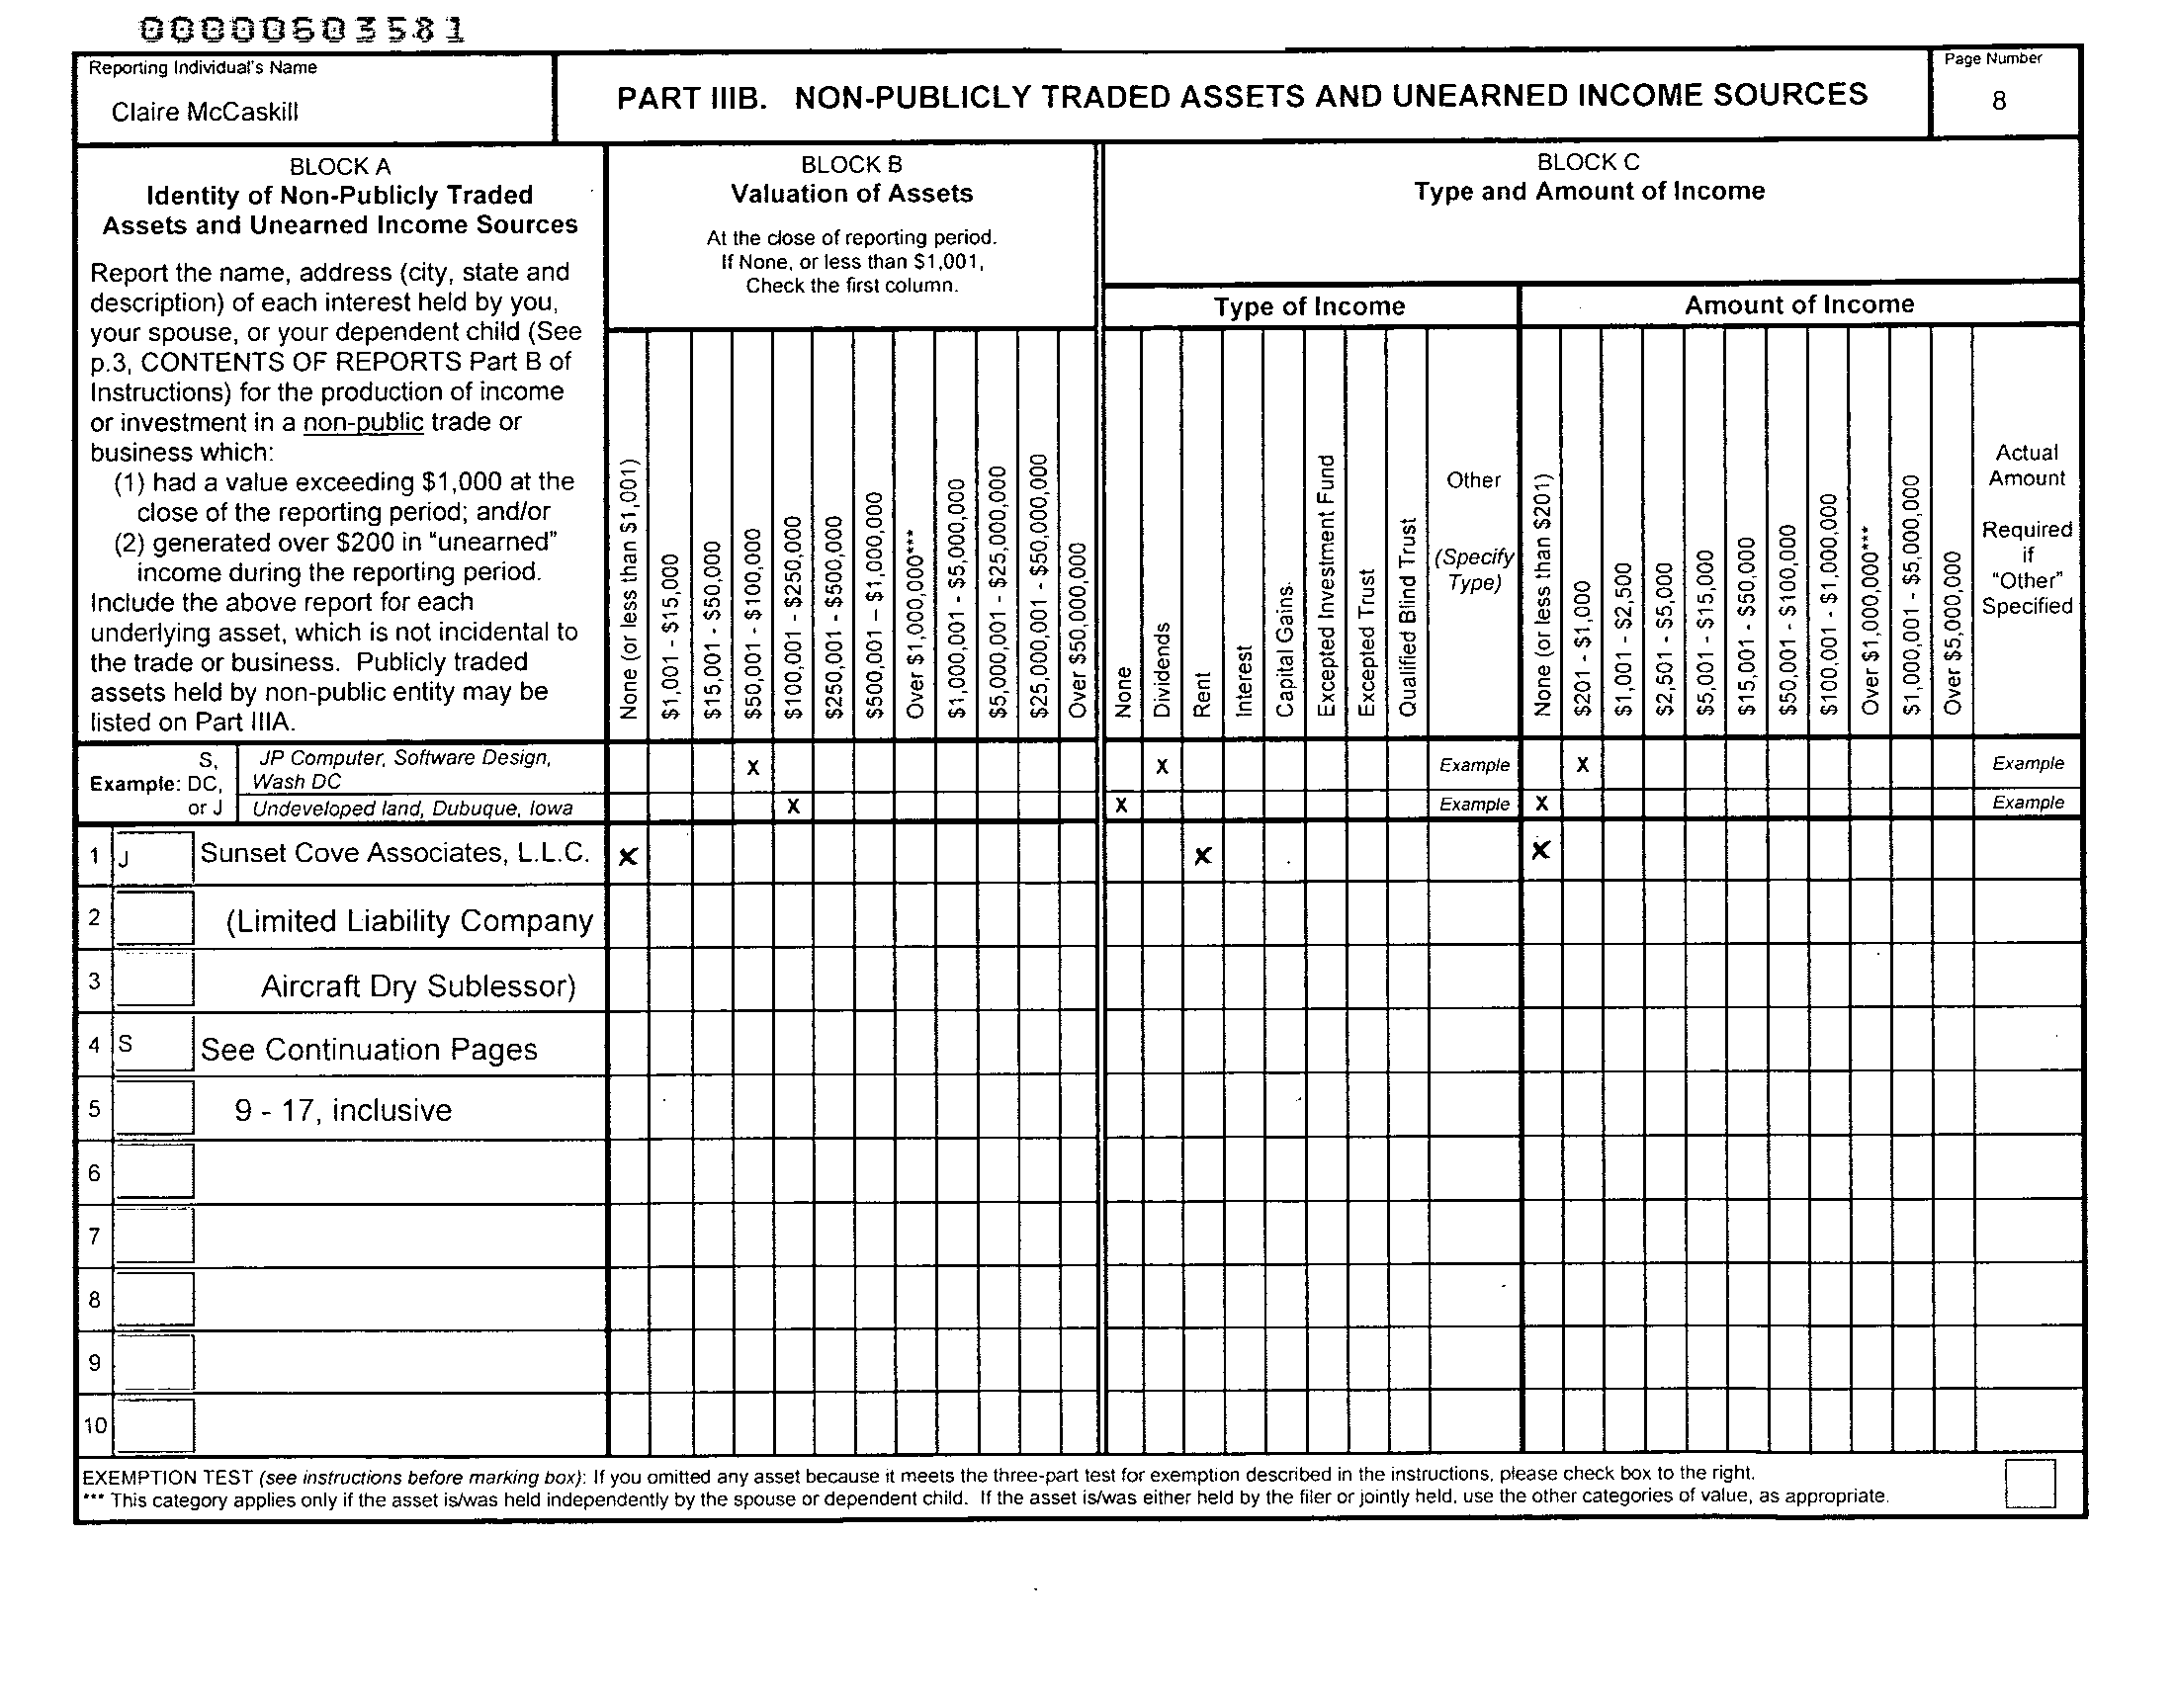 00000603581
Reporting Individual's Name
Claire McCaskill
PART IIIB. NON-PUBLICLY TRADED ASSETS AND UNEARNED INCOME SOURCES
Page Number
8
BLOCK A
Identity of Non-Publicly Traded
Assets and Unearned Income Sources
Report the name, address (city, state and
description) of each interest held by you,
your spouse, or your dependent child (See
p.3, CONTENTS OF REPORTS Part B of
Instructions) for the production of income
or investment in a non-public trade or
business which:
(1) had a value exceeding $1,000 at the
close of the reporting period; and/or
(2) generated over $200 in "unearned"
income during the reporting period.
Include the above report for each
underlying asset, which is not incidental to
the trade or business. Publicly traded
assets held by non-public entity may be
listed on Part IIIA.
BLOCK B
Valuation of Assets
At the close of reporting period.
If None, or less than $1,001,
Check the first column.
None (or less than $1,001)
$1,001 - $15,000
$15,001 - $50,000
$50,001 - $100,000
$100,001 - $250,000
$250,001 - $500,000
$500,001 – $1,000,000
Over $1,000,000***
$1,000,001 - $5,000,000
$5,000,001 - $25,000,000
$25,000,001 - $50,000,000
Over $50,000,000
BLOCK C
Type and Amount of Income
Type of Income
None
Dividends
Rent
Interest
Capital Gains
Excepted Investment Fund
Excepted Trust
Qualified Blind Trust
Other
(Specify
Type)
Amount of Income
None (or less than $201)
$201 - $1,000
$1,001 - $2,500
$2,501 - $5,000
$5,001 - $15,000
$15,001 - $50,000
$50,001 - $100,000
$100,001 - $1,000,000
Over $1,000,000***
$1,000,001 - $5,000,000
Over $5,000,000
Actual
Amount
Required
if
"Other"
Specified
S,
Example: DC,
or J
JP Computer, Software Design,
Wash DC
X X Example X Example
Undeveloped land, Dubuque, Iowa X X Example X Example
1 J Sunset Cove Associates, L.L.C. X X X
2 (Limited Liability Company
3 Aircraft Dry Sublessor)
4 S See Continuation Pages
5 9 - 17, inclusive
6
7
8
9
10
EXEMPTION TEST (see instructions before marking box): If you omitted any asset because it meets the three-part test for exemption described in the instructions, please check box to the right.
*** This category applies only if the asset is/was held independently by the spouse or dependent child. If the asset is/was either held by the filer or jointly held, use the other categories of value, as appropriate.